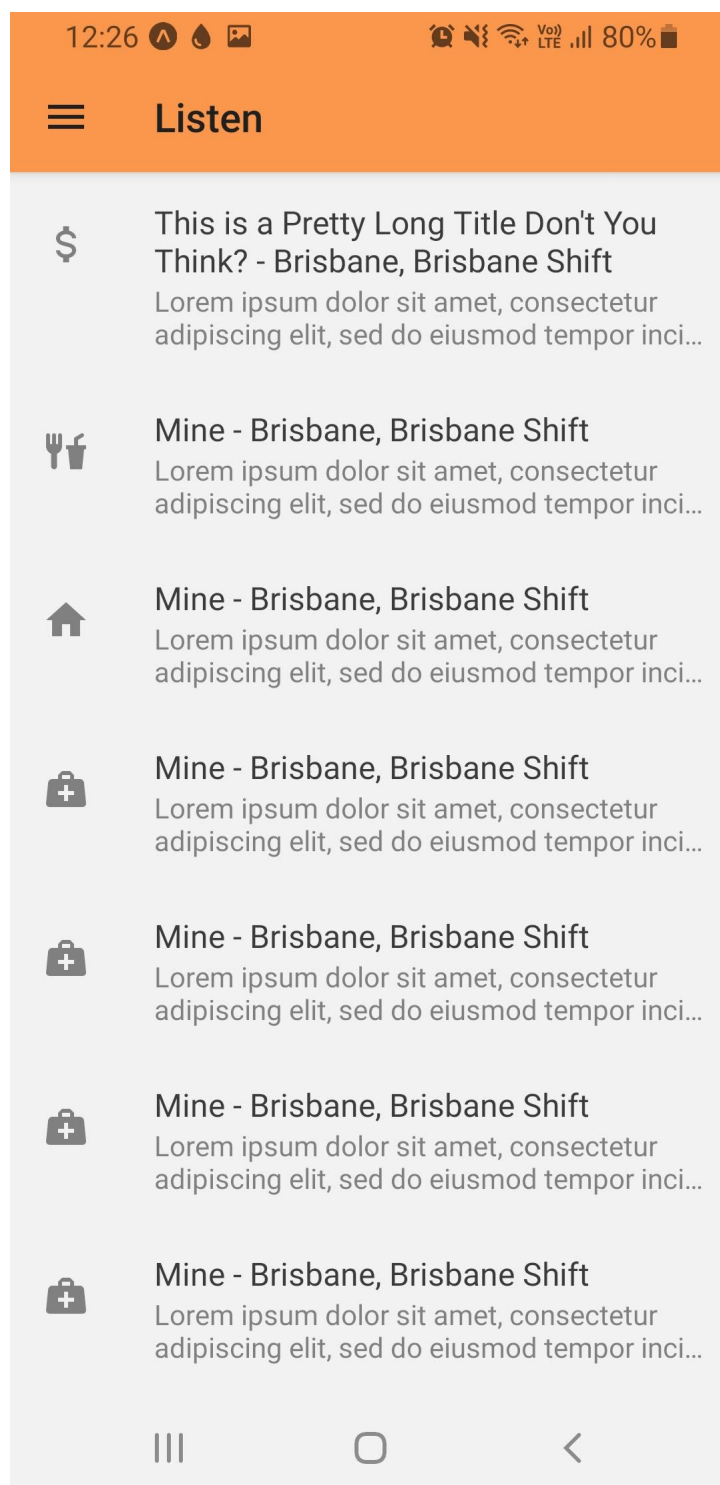 12:26 Vo)) LTE 80%
Listen
This is a Pretty Long Title Don't You
Think? - Brisbane, Brisbane Shift
Lorem ipsum dolor sit amet, consectetur
adipiscing elit, sed do eiusmod tempor inci...
Mine - Brisbane, Brisbane Shift
Lorem ipsum dolor sit amet, consectetur
adipiscing elit, sed do eiusmod tempor inci...
Mine - Brisbane, Brisbane Shift
Lorem ipsum dolor sit amet, consectetur
adipiscing elit, sed do eiusmod tempor inci...
Mine - Brisbane, Brisbane Shift
Lorem ipsum dolor sit amet, consectetur
adipiscing elit, sed do eiusmod tempor inci...
Mine - Brisbane, Brisbane Shift
Lorem ipsum dolor sit amet, consectetur
adipiscing elit, sed do eiusmod tempor inci...
Mine - Brisbane, Brisbane Shift
Lorem ipsum dolor sit amet, consectetur
adipiscing elit, sed do eiusmod tempor inci...
Mine - Brisbane, Brisbane Shift
Lorem ipsum dolor sit amet, consectetur
adipiscing elit, sed do eiusmod tempor inci...